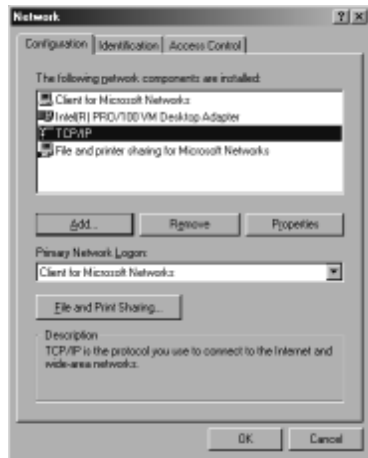 Network
Configuration Identification Access Control
The following network components are installed:
Client for Microsoft Networks
Intel(R) PRO/100 VM Desktop Adapter
TCP/IP
File and printer sharing for Microsoft Networks
Add... Remove Properties
Primary Network Logon:
Client for Microsoft Networks
File and Print Sharing...
Description
TCP/IP is the protocol you use to connect to the Internet and
wide-area networks.
OK Cancel